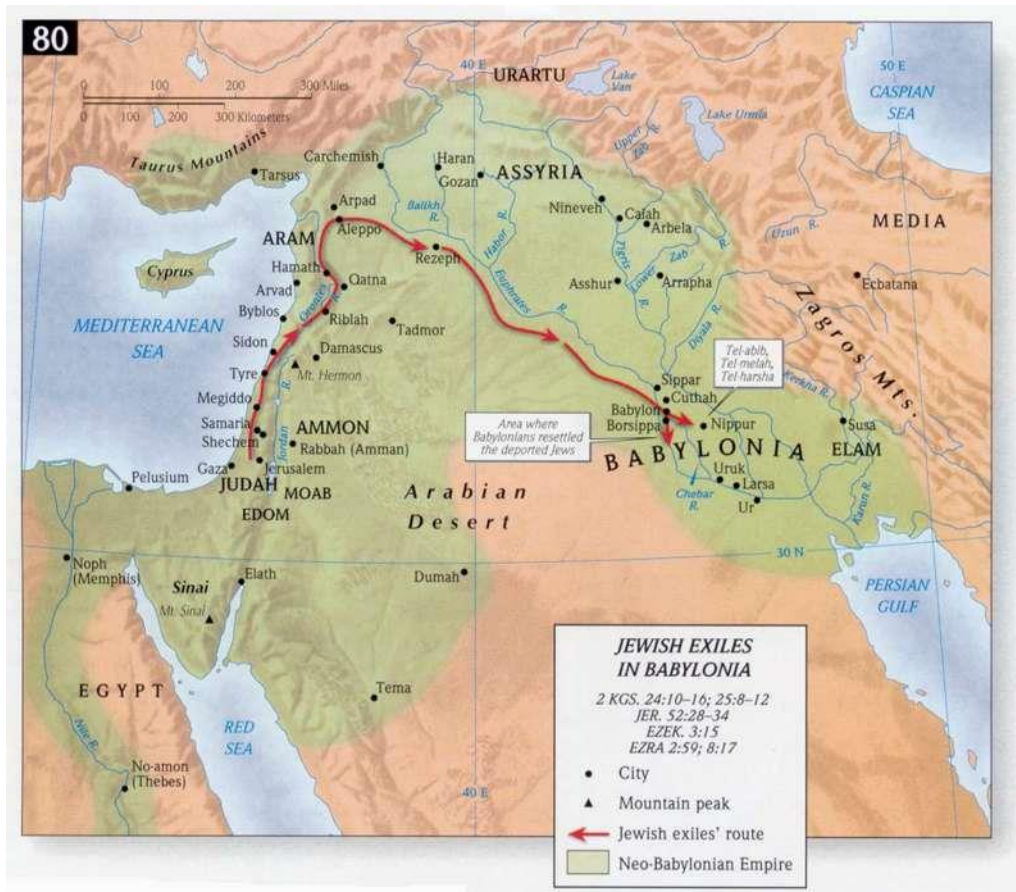 80
0 100 200 300 Miles
0 100 200 300 Kilometers
40 E
50 E
URARTU
Lake
Van
Lake Urmia
CASPIAN
SEA
Taurus Mountains
Tarsus
Carchemish
Haran
Gozan
ASSYRIA
Upper
Zab R.
Nineveh
Calah
Arbela
MEDIA
Uzun R.
Arpad
Aleppo
Balikh
R.
Habor R.
Rezeph
ARAM
Cyprus
Hamath
Arvad
Qatna
Orontes R.
Byblos
Riblah
Tadmor
Euphrates
R.
Asshur
Tigris
R.
Lower Zab R.
Arrapha
Ecbatana
Zagros Mts.
Diyala R.
MEDITERRANEAN
SEA
Sidon
Damascus
Mt. Hermon
Tyre
Megiddo
Samaria
Shechem
Jordan R.
AMMON
Rabbah (Amman)
Tel-abib,
Tel-melah,
Tel-harsha
Kerkha R.
Sippar
Cuthah
Babylon
Borsippa
Nippur
Susa
ELAM
Area where
Babylonians resettled
the deported Jews
BABYLONIA
Pelusium
Gaza
Jerusalem
JUDAH
MOAB
EDOM
Arabian
Desert
Chebar
R.
Uruk
Larsa
Ur
Karun R.
30 N
Noph
(Memphis)
Sinai
Elath
Mt. Sinai
Dumah
PERSIAN
GULF
EGYPT
Tema
Nile R.
RED
SEA
No-amon
(Thebes)
40 E
JEWISH EXILES
IN BABYLONIA
2 KGS. 24:10–16; 25:8–12
JER. 52:28–34
EZEK. 3:15
EZRA 2:59; 8:17
City
Mountain peak
Jewish exiles' route
Neo-Babylonian Empire